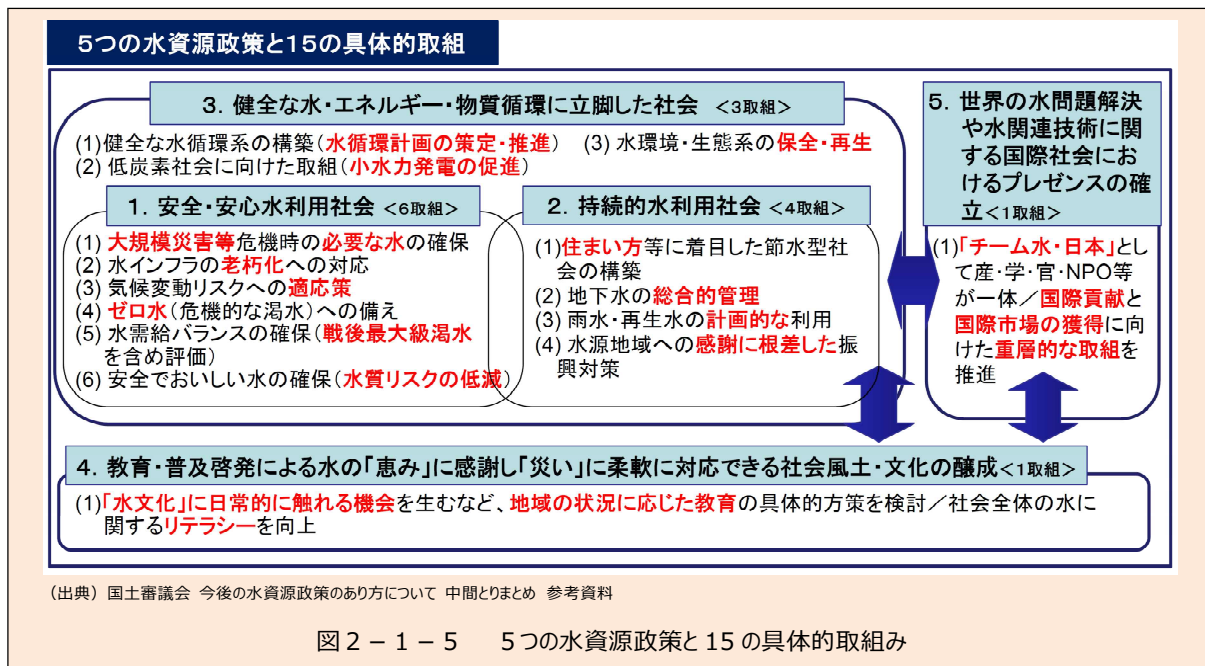 5つの水資源政策と15の具体的取組
3．健全な水・エネルギー・物質循環に立脚した社会 <3取組>
(1)健全な水循環系の構築(水循環計画の策定・推進) (3) 水環境・生態系の保全・再生
(2) 低炭素社会に向けた取組(小水力発電の促進)
1．安全・安心水利用社会 <6取組>
(1) 大規模災害等危機時の必要な水の確保
(2) 水インフラの老朽化への対応
(3) 気候変動リスクへの適応策
(4) ゼロ水(危機的な渇水)への備え
(5) 水需給バランスの確保(戦後最大級渇水
を含め評価)
(6) 安全でおいしい水の確保(水質リスクの低減)
2．持続的水利用社会 <4取組>
(1)住まい方等に着目した節水型社
会の構築
(2) 地下水の総合的管理
(3) 雨水・再生水の計画的な利用
(4) 水源地域への感謝に根差した振
興対策
5．世界の水問題解決
や水関連技術に関
する国際社会にお
けるプレゼンスの確
立<1取組>
(1)「チーム水・日本」とし
て産・学・官・NPO等
が一体／国際貢献と
国際市場の獲得に向
けた重層的な取組を
推進
4．教育・普及啓発による水の「恵み」に感謝し「災い」に柔軟に対応できる社会風土・文化の醸成<1取組>
(1)「水文化」に日常的に触れる機会を生むなど、地域の状況に応じた教育の具体的方策を検討／社会全体の水に
関するリテラシーを向上
（出典）国土審議会 今後の水資源政策のあり方について 中間とりまとめ 参考資料
図２－１－５ ５つの水資源政策と 15 の具体的取組み